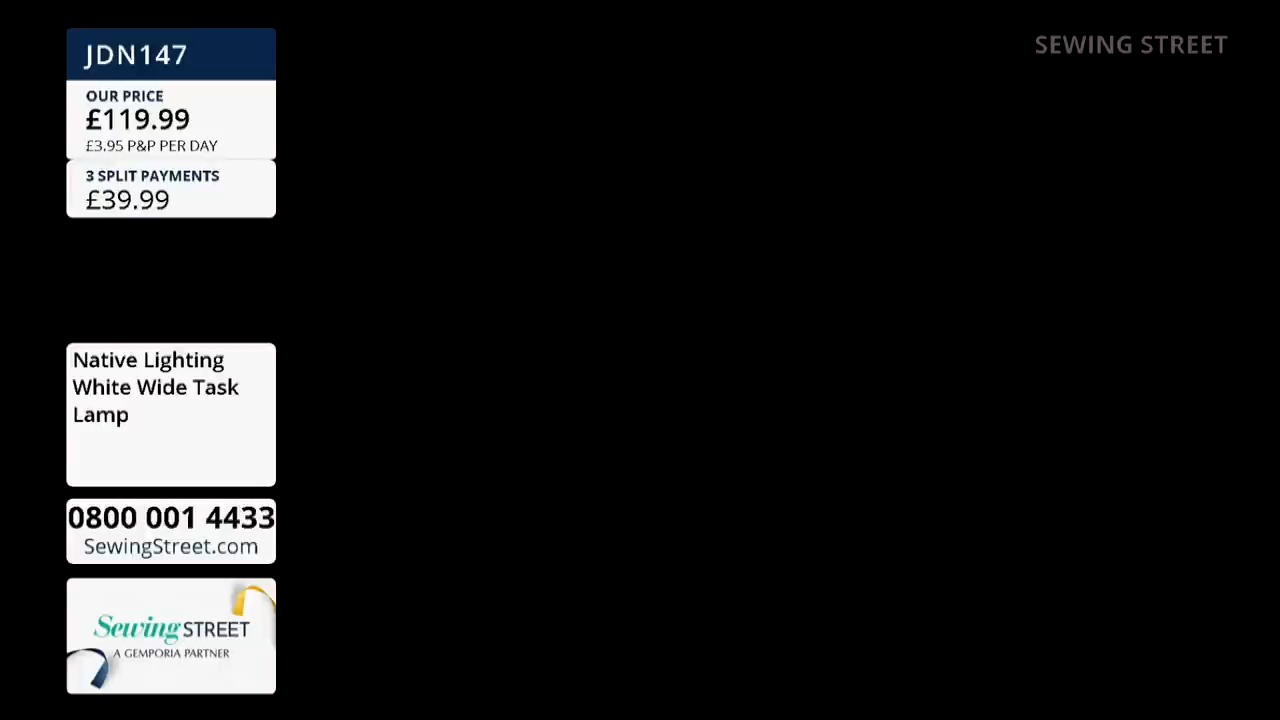 JDN147
OUR PRICE
£119.99
£3.95 P&P PER DAY
3 SPLIT PAYMENTS
£39.99
Native Lighting
White Wide Task
Lamp
0800 001 4433
SewingStreet.com
Sewing STREET
A GEMPORIA PARTNER
SEWING STREET